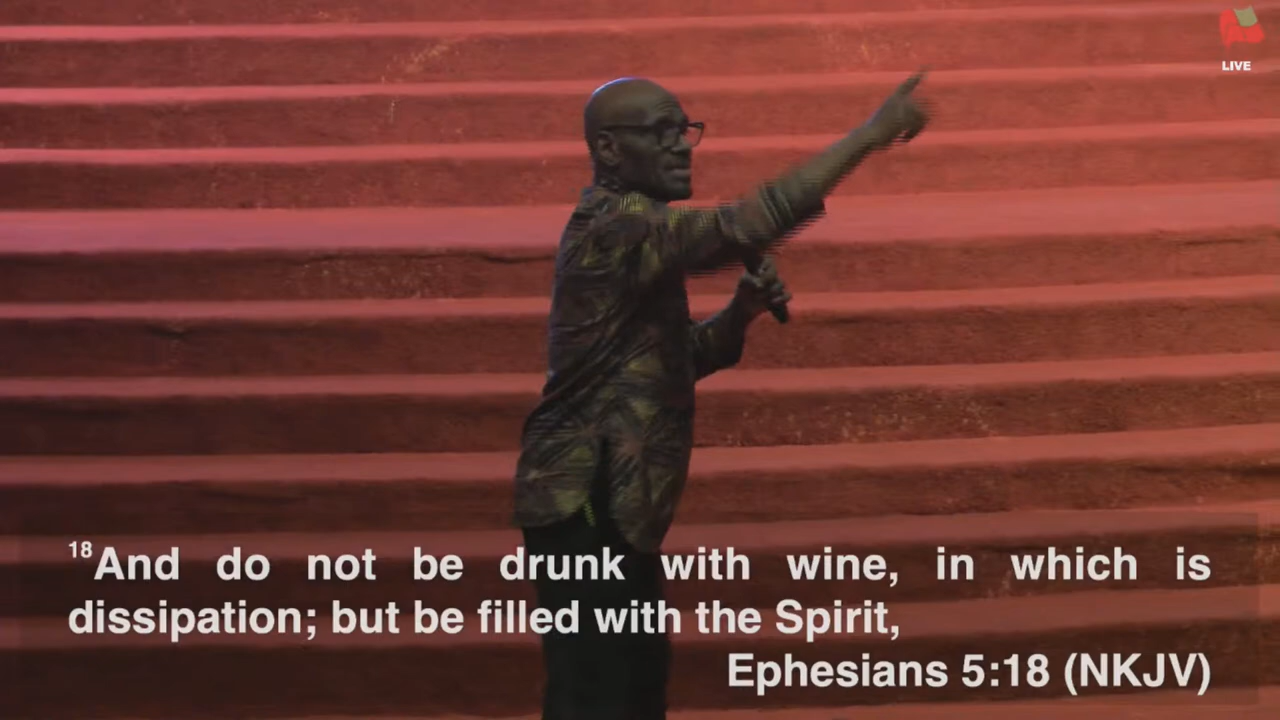 LIVE
18And do not be drunk with wine, in which is
dissipation; but be filled with the Spirit,
Ephesians 5:18 (NKJV)